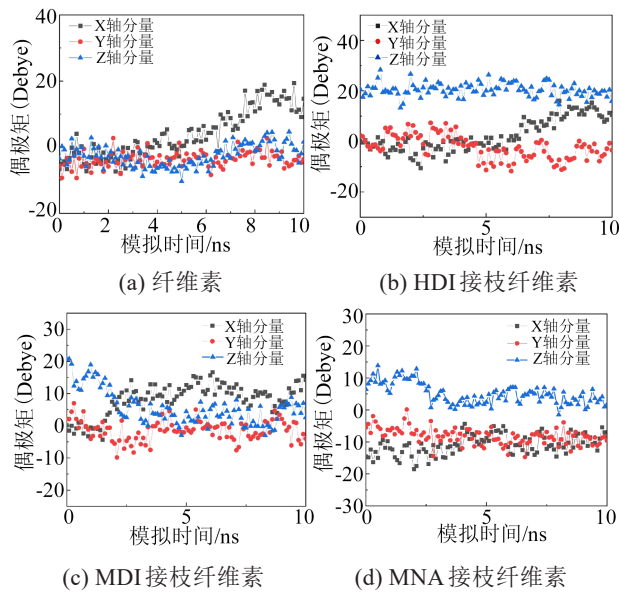 X轴分量
Y轴分量
Z轴分量
偶极矩 (Debye)
40
20
0
-20
0 2 4 6 8 10
模拟时间/ns
(a) 纤维素
X轴分量
Y轴分量
Z轴分量
偶极矩 (Debye)
40
20
0
-20
0 5 10
模拟时间/ns
(b) HDI接枝纤维素
X轴分量
Y轴分量
Z轴分量
偶极矩 (Debye)
30
20
10
0
-10
-20
0 5 10
模拟时间/ns
(c) MDI接枝纤维素
X轴分量
Y轴分量
Z轴分量
偶极矩 (Debye)
30
20
10
0
-10
-20
-30
0 5 10
模拟时间/ns
(d) MNA接枝纤维素